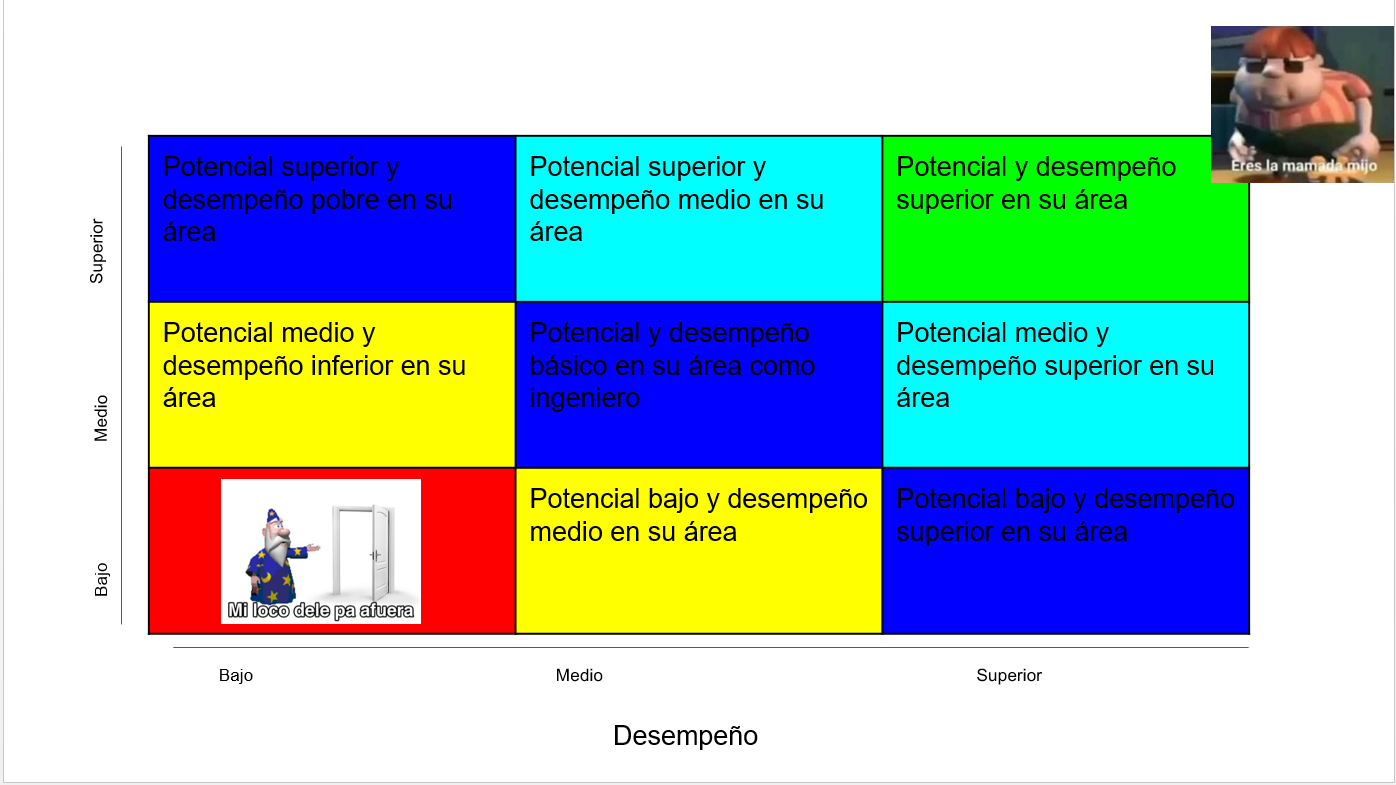 Eres la mamada mijo
Potencial superior y
desempeño pobre en su
área
Potencial superior y
desempeño medio en su
área
Potencial y desempeño
superior en su área
Superior
Potencial medio y
desempeño inferior en su
área
Potencial y desempeño
básico en su área como
ingeniero
Potencial medio y
desempeño superior en su
área
Medio
Mi loco dele pa afuera
Potencial bajo y desempeño
medio en su área
Potencial bajo y desempeño
superior en su área
Bajo
Bajo
Medio
Superior
Desempeño